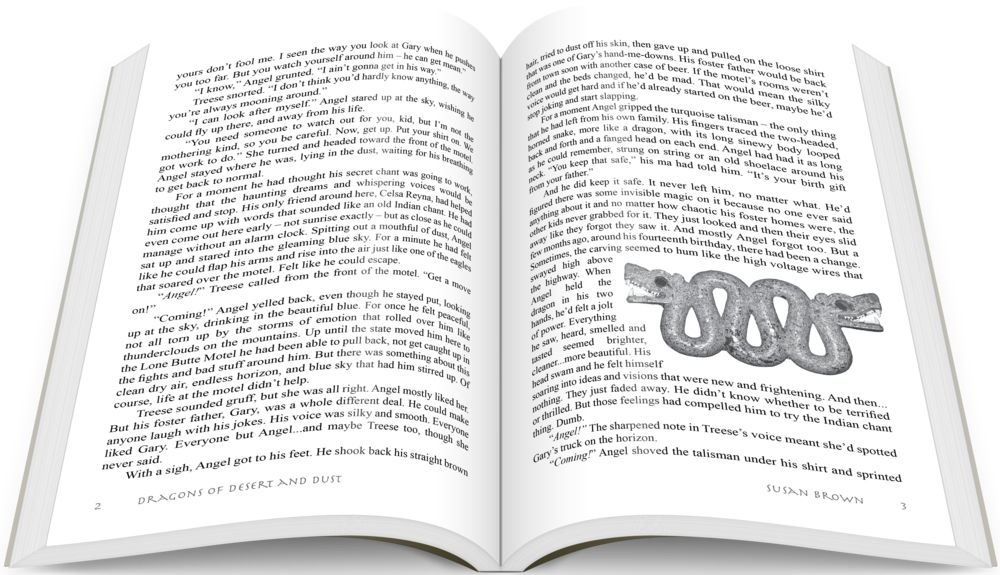 yours don't fool me. I seen the way you look at Gary when he pushes
you too far. But you watch yourself around him – he can get mean."
"I know," Angel grunted. "I ain't gonna get in his way."
Treese snorted. "I don't think you'd hardly know anything, the way
you're always mooning around."
"I can look after myself." Angel stared up at the sky, wishing he
could fly up there, and away from his life.
"You need someone to watch out for you, kid, but I'm not the
mothering kind, so you be careful. Now, get up. Put your shirt on. We
got work to do." She turned and headed toward the front of the motel.
Angel stayed where he was, lying in the dust, waiting for his breathing
to get back to normal.
For a moment he had thought his secret chant was going to work,
thought that the haunting dreams and whispering voices would be
satisfied and stop. His only friend around here, Celsa Reyna, had helped
him come up with words that sounded like an old Indian chant. He had
even come out here early – not sunrise exactly – but as close as he could
manage without an alarm clock. Spitting out a mouthful of dust, Angel
sat up and stared into the gleaming blue sky. For a minute he had felt
like he could flap his arms and rise into the air just like one of the eagles
that soared over the motel. Felt like he could escape.
"Angel!" Treese called from the front of the motel. "Get a move
on!"
"Coming!" Angel yelled back, even though he stayed put, looking
up at the sky, drinking in the beautiful blue. For once he felt peaceful,
not all torn up by the storms of emotion that rolled over him like
thunderclouds on the mountains. Up until the state moved him here to
the Lone Butte Motel he had been able to pull back, not get caught up in
the fights and bad stuff around him. But there was something about this
clean dry air, endless horizon, and blue sky that had him stirred up. Of
course, life at the motel didn't help.
Treese sounded gruff, but she was all right. Angel mostly liked her.
But his foster father, Gary, was a whole different deal. He could make
anyone laugh with his jokes. His voice was silky and smooth. Everyone
liked Gary. Everyone but Angel...and maybe Treese too, though she
never said.
With a sigh, Angel got to his feet. He shook back his straight brown
2 DRAGONS OF DESERT AND DUST
hair, tried to dust off his skin, then gave up and pulled on the loose shirt
that was one of Gary's hand-me-downs. His foster father would be back
from town soon with another case of beer. If the motel's rooms weren't
clean and the beds changed, he'd be mad. That would mean the silky
voice would get hard and if he'd already started on the beer, maybe he'd
stop joking and start slapping.
For a moment Angel gripped the turquoise talisman – the only thing
that he had left from his own family. His fingers traced the two-headed,
horned snake, more like a dragon, with its long sinewy body looped
back and forth and a fanged head on each end. Angel had had it as long
as he could remember, strung on string or an old shoelace around his
neck. "You keep that safe," his ma had told him. "It's your birth gift
from your father."
And he did keep it safe. It never left him, no matter what. He'd
figured there was some invisible magic on it because no one ever said
anything about it and no matter how chaotic his foster homes were, the
other kids never grabbed for it. They just looked and then their eyes slid
away like they forgot they saw it. And mostly Angel forgot too. But a
few months ago, around his fourteenth birthday, there had been a change.
Sometimes, the carving seemed to hum like the high voltage wires that
swayed high above
the highway. When
Angel held the
dragon in his two
hands, he'd felt a jolt
of power. Everything
he saw, heard, smelled and
tasted seemed brighter,
cleaner...more beautiful. His
head swam and he felt himself
soaring into ideas and visions that were new and frightening. And then...
nothing. They just faded away. He didn't know whether to be terrified
or thrilled. But those feelings had compelled him to try the Indian chant
thing. Dumb.
"Angel!" The sharpened note in Treese's voice meant she'd spotted
Gary's truck on the horizon.
"Coming!" Angel shoved the talisman under his shirt and sprinted
SUSAN BROWN 3